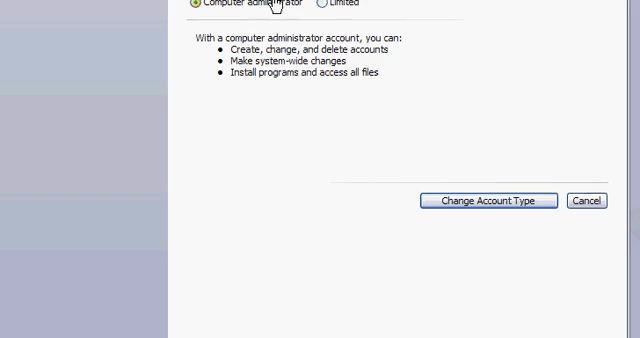 Computer administrator Limited
With a computer administrator account, you can:
• Create, change, and delete accounts
• Make system-wide changes
• Install programs and access all files
Change Account Type Cancel